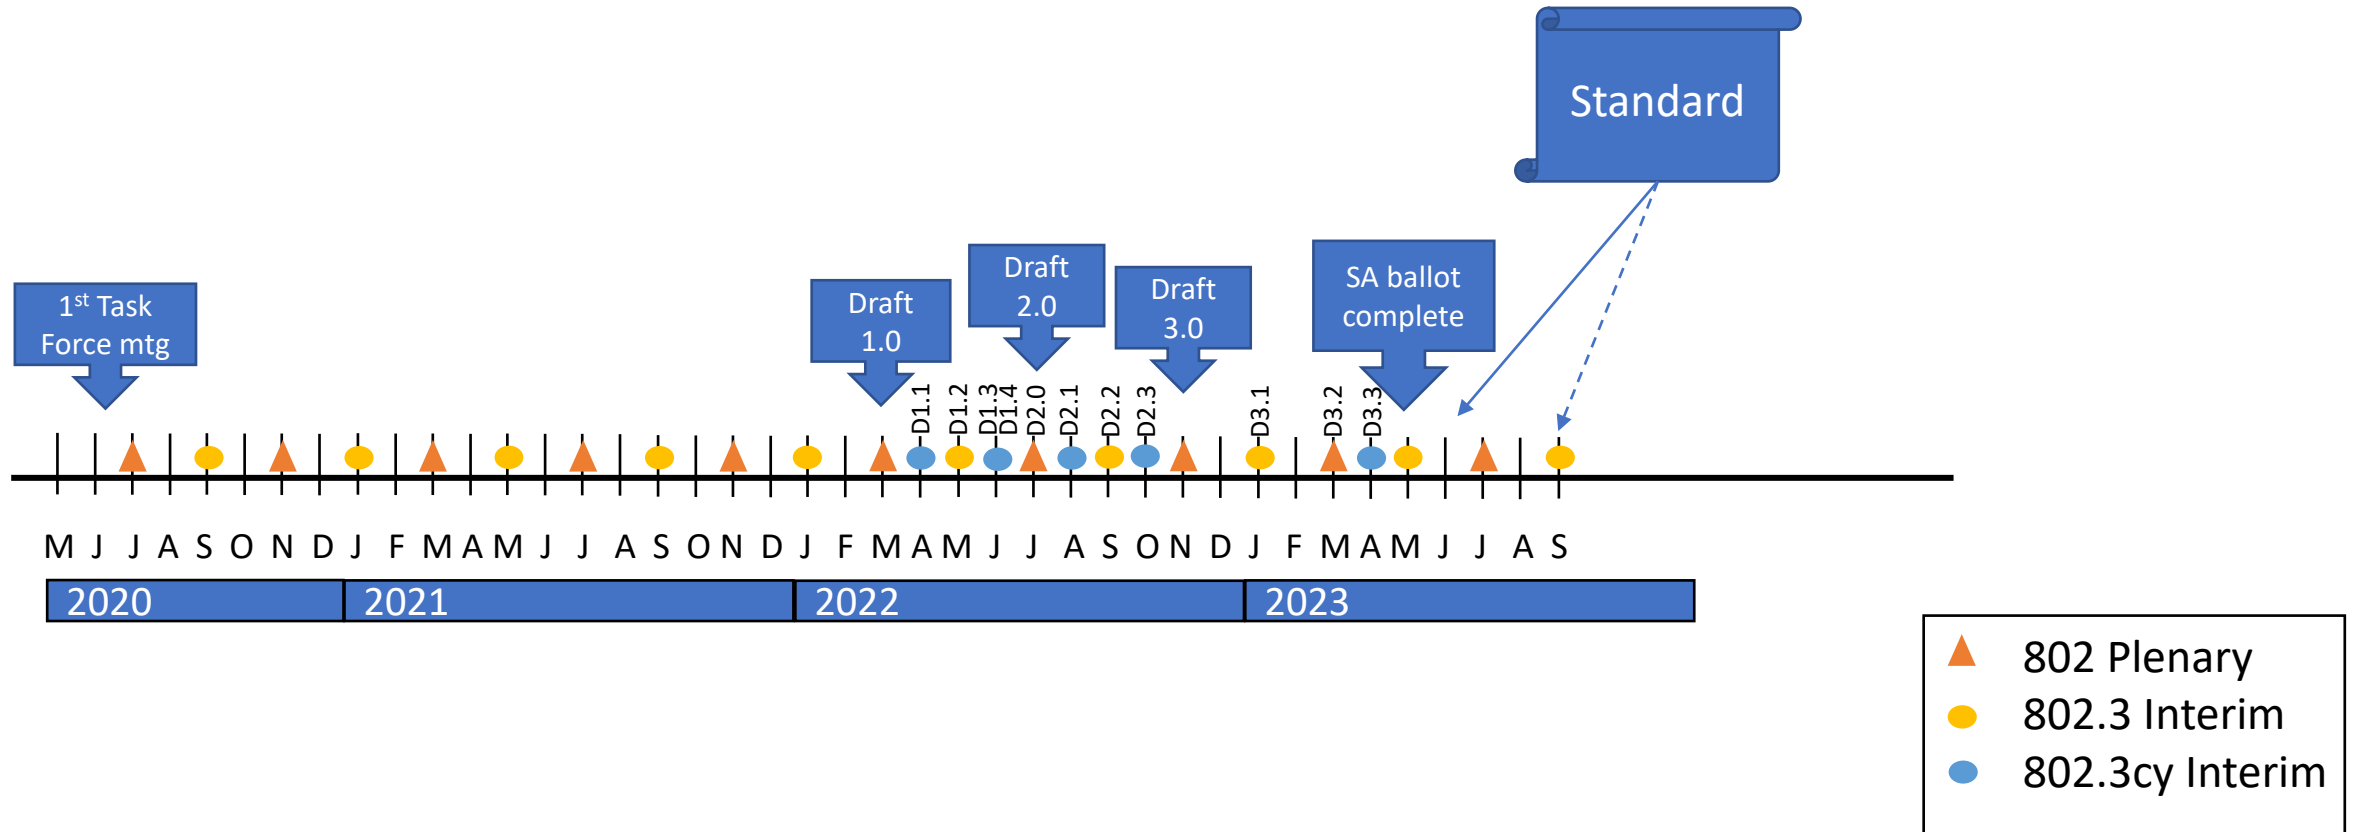 Standard
1st Task
Force mtg
Draft
1.0
Draft
2.0
Draft
3.0
SA ballot
complete
D1.1
D1.2
D1.3
D1.4
D2.0
D2.1
D2.2
D2.3
D3.1
D3.2
D3.3
M J J A S O N D J F M A M J J A S O N D J F M A M J J A S O N D J F M A M J J A S
2020 2021 2022 2023
802 Plenary
802.3 Interim
802.3cy Interim